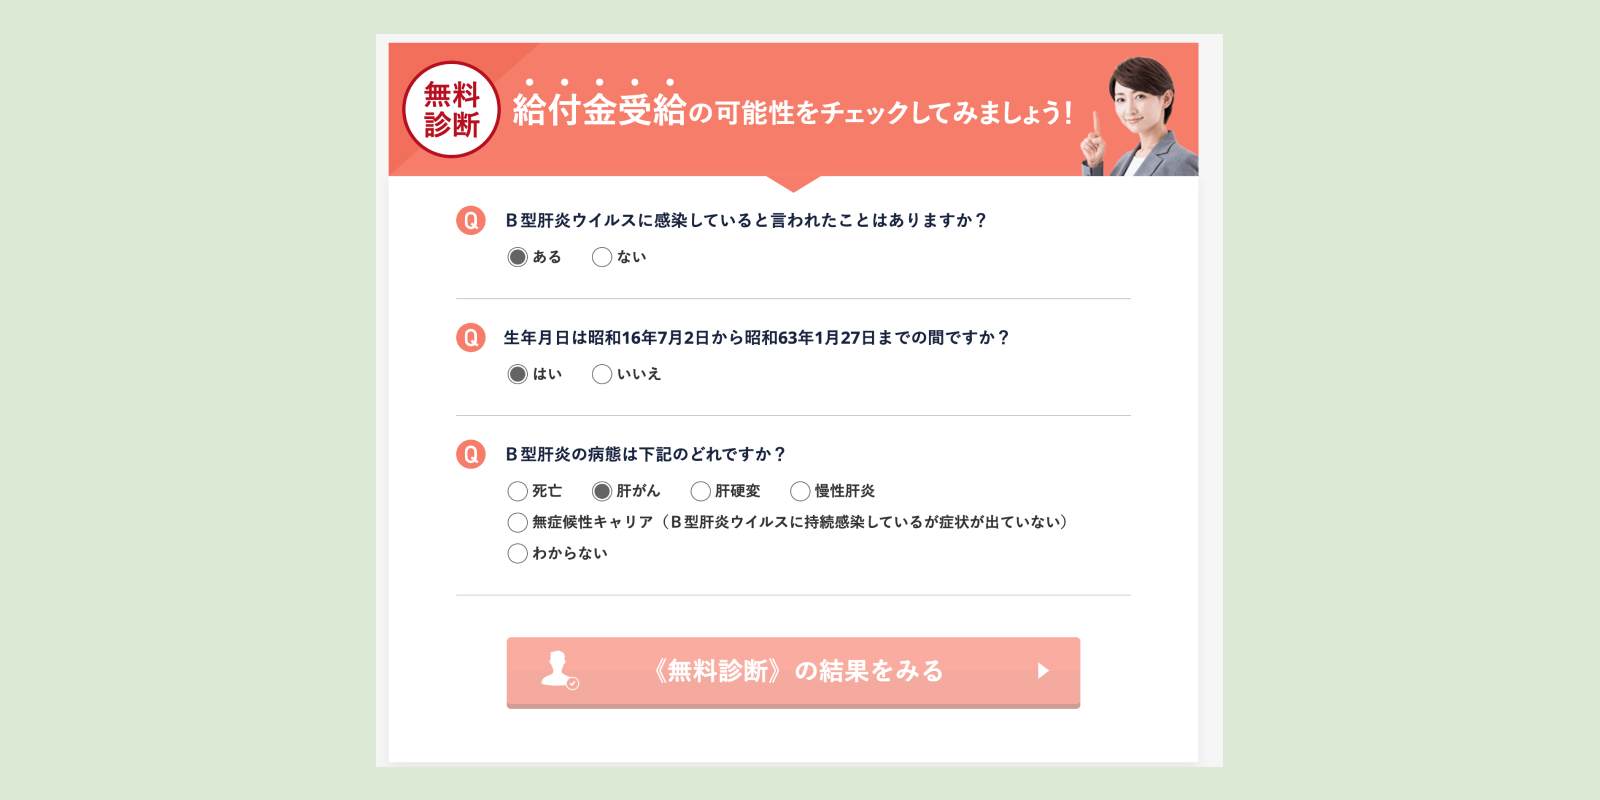 無料
診断
給付金受給の可能性をチェックしてみましょう!
Q B型肝炎ウイルスに感染していると言われたことはありますか？
ある ない
Q 生年月日は昭和16年7月2日から昭和63年1月27日までの間ですか？
はい いいえ
Q B型肝炎の病態は下記のどれですか？
死亡 肝がん 肝硬変 慢性肝炎
無症候性キャリア（B型肝炎ウイルスに持続感染しているが症状が出ていない）
わからない
《無料診断》の結果をみる